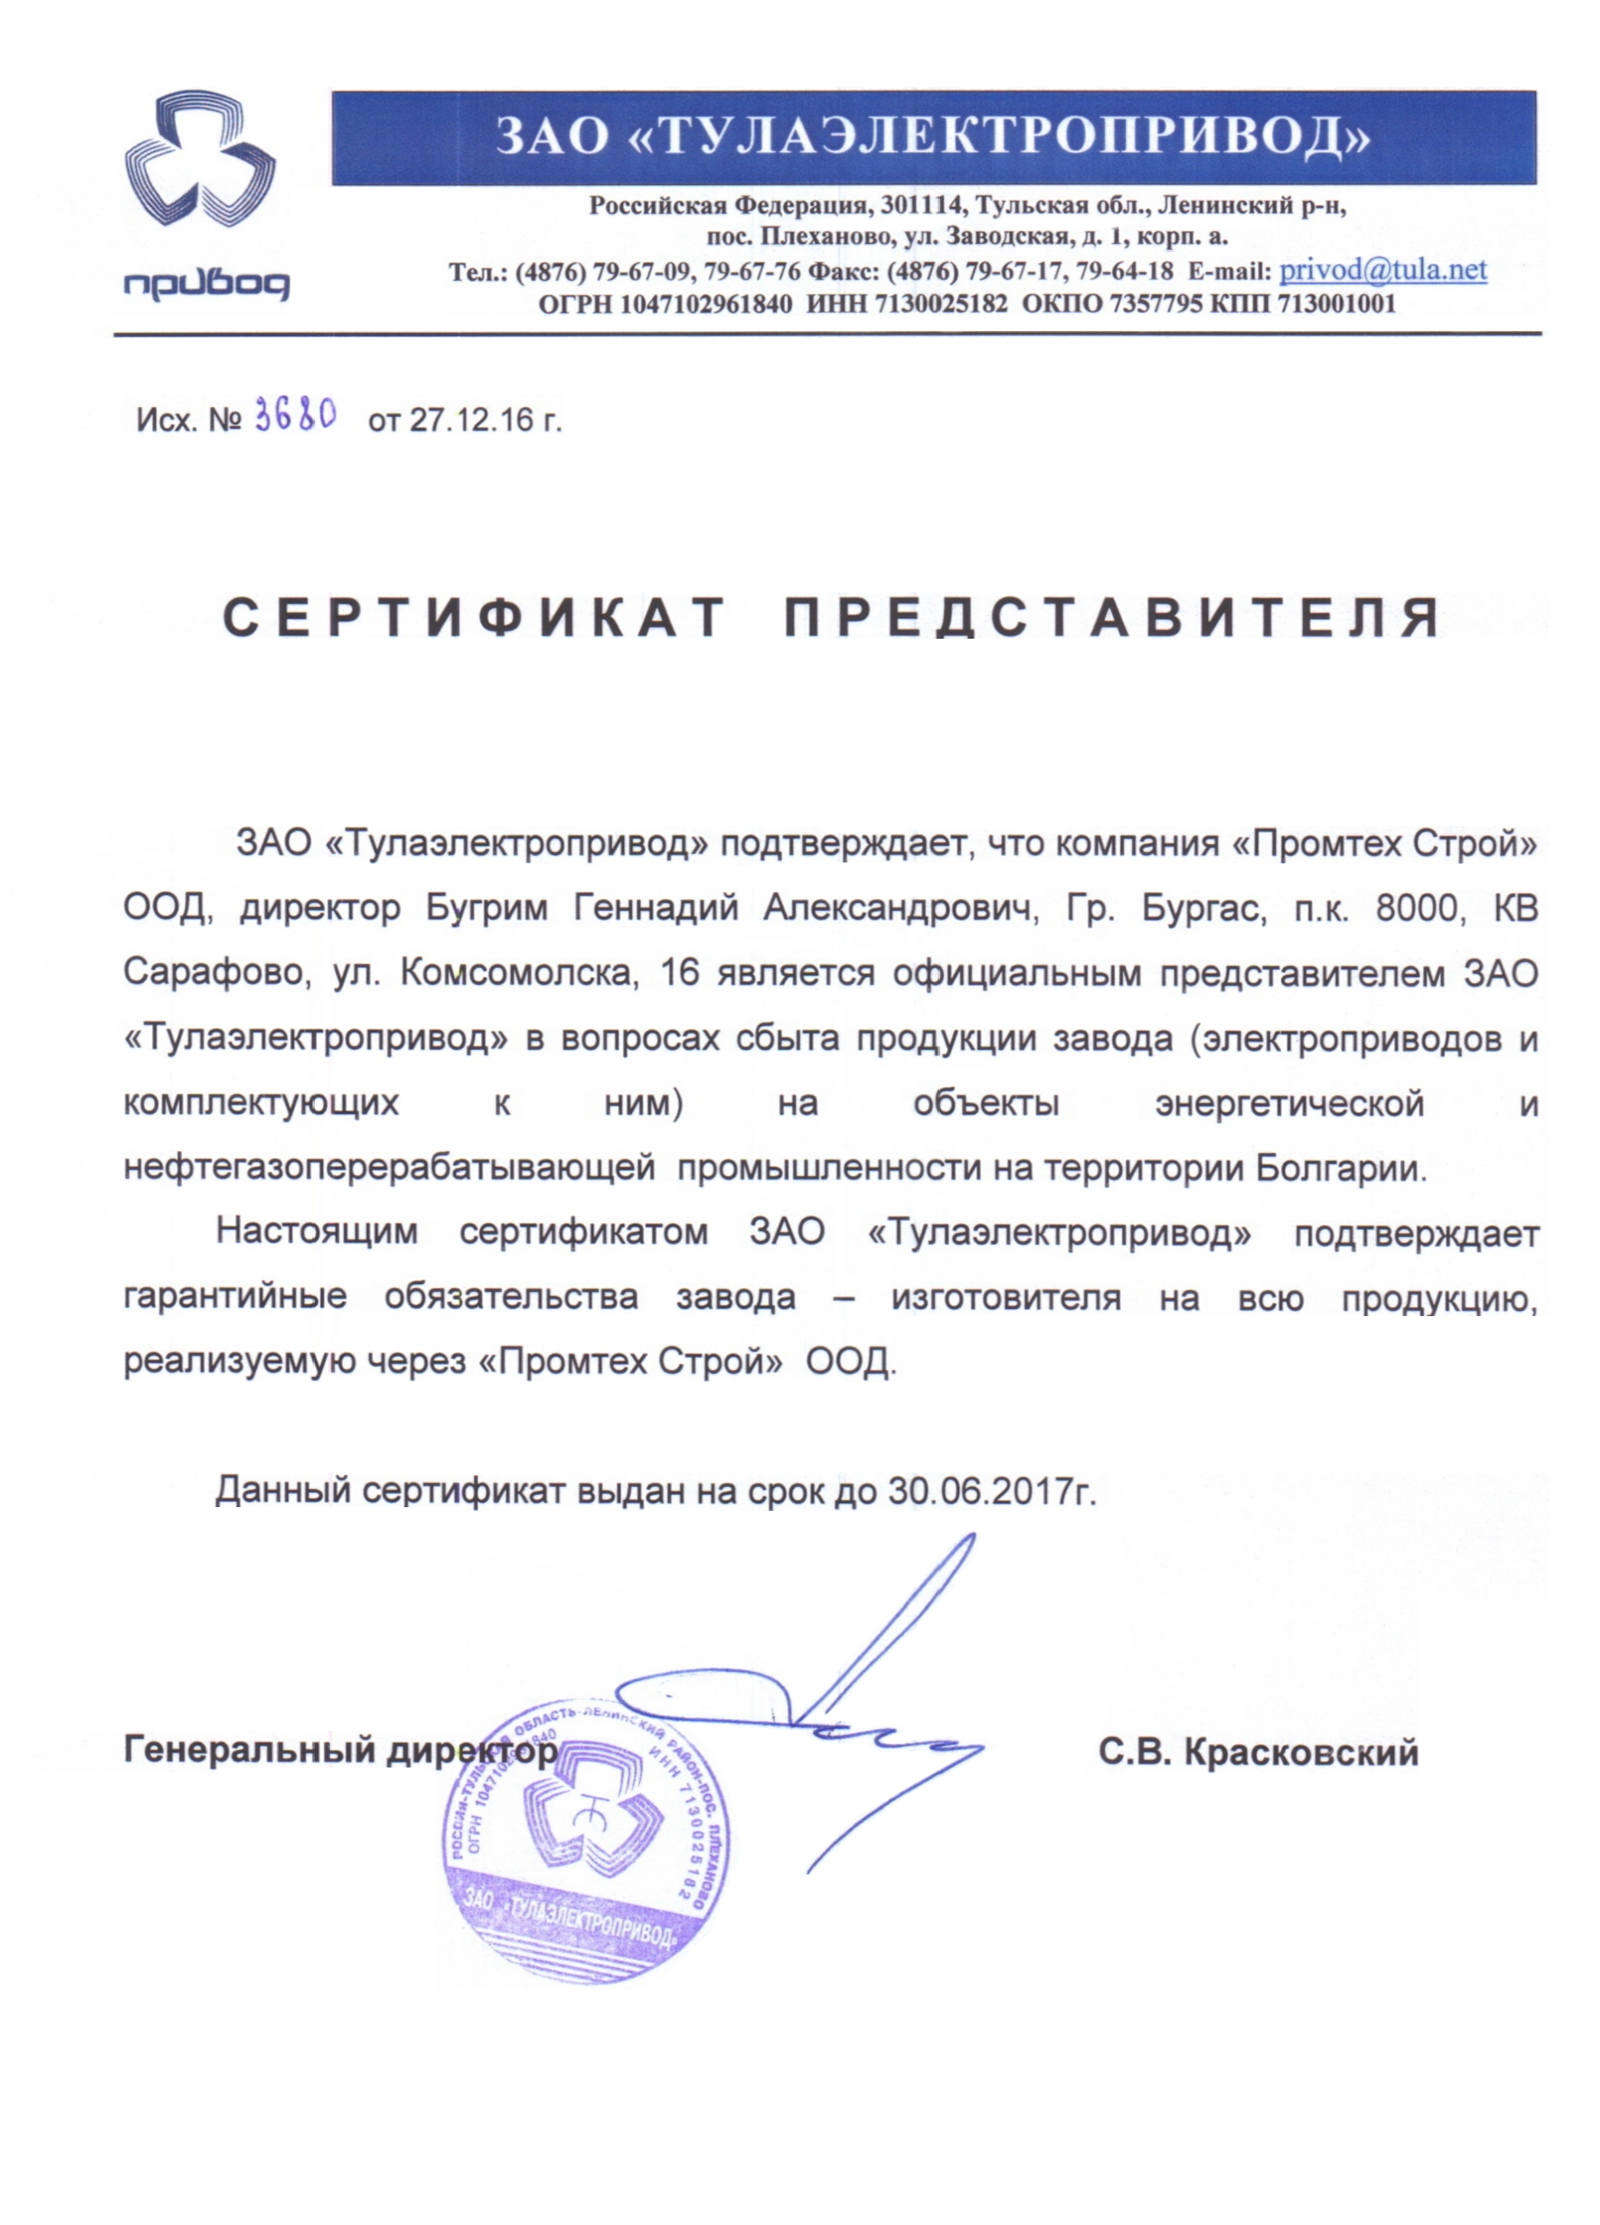 ЗАО «ТУЛАЭЛЕКТРОПРИВОД»
Российская Федерация, 301114, Тульская обл., Ленинский р-н,
пос. Плеханово, ул. Заводская, д. 1, корп. а.
привод
Тел.: (4876) 79-67-09, 79-67-76 Факс: (4876) 79-67-17, 79-64-18 E-mail: privod@tula.net
ОГРН 1047102961840 ИНН 7130025182 ОКПО 7357795 КПП 713001001
Исх. № 3680 от 27.12.16 г.
СЕРТИФИКАТ ПРЕДСТАВИТЕЛЯ
ЗАО «Тулаэлектропривод» подтверждает, что компания «Промтех Строй»
ООД, директор Бугрим Геннадий Александрович, Гр. Бургас, п.к. 8000, КВ
Сарафово, ул. Комсомолска, 16 является официальным представителем ЗАО
«Тулаэлектропривод» в вопросах сбыта продукции завода (электроприводов и
комплектующих к ним) на объекты энергетической и
нефтегазоперерабатывающей промышленности на территории Болгарии.
Настоящим сертификатом ЗАО «Тулаэлектропривод» подтверждает
гарантийные обязательства завода – изготовителя на всю продукцию,
реализуемую через «Промтех Строй» ООД.
Данный сертификат выдан на срок до 30.06.2017г.
Генеральный директор С.В. Красковский
РОССИЯ-ТУЛЬСКАЯ ОБЛАСТЬ-ЛЕНИНСКИЙ РАЙОН-ПОС. ПЛЕХАНОВО
ОГРН 1047102961840 ИНН 7130025182
ЗАО «ТУЛАЭЛЕКТРОПРИВОД»